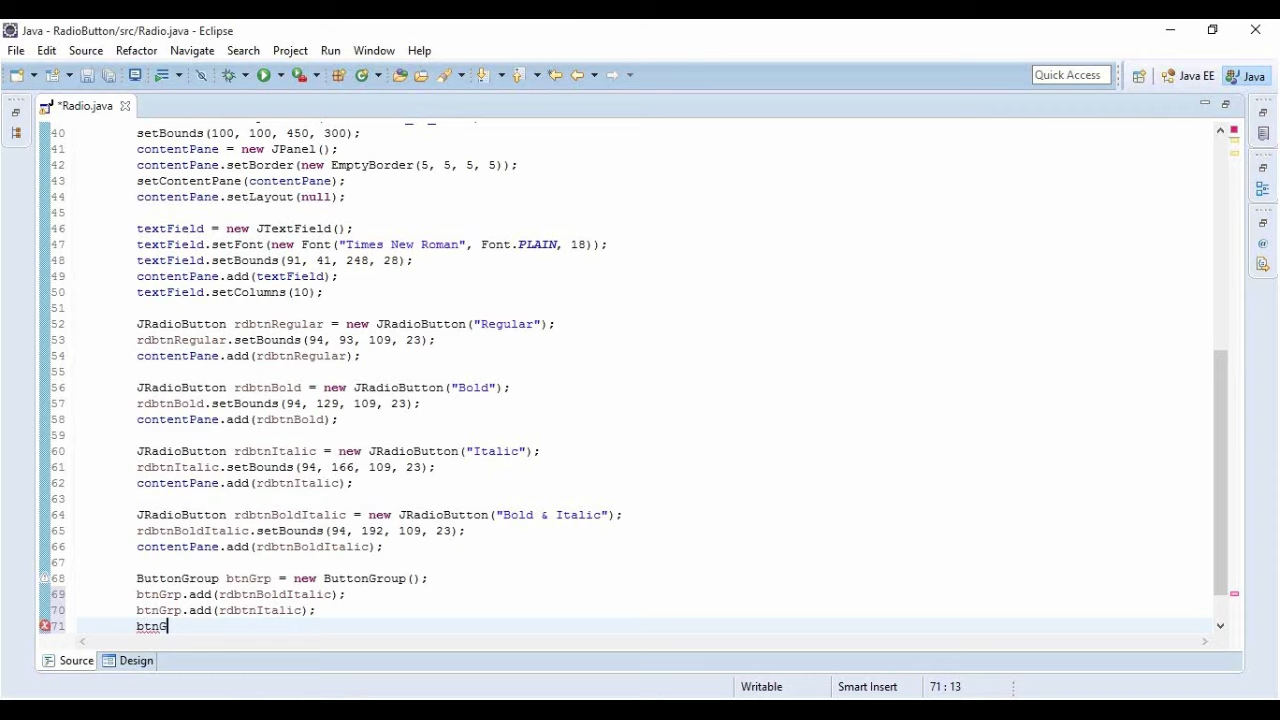 Java - RadioButton/src/Radio.java - Eclipse
File Edit Source Refactor Navigate Search Project Run Window Help
Quick Access Java EE Java
*Radio.java
40 setBounds(100, 100, 450, 300);
41 contentPane = new JPanel();
42 contentPane.setBorder(new EmptyBorder(5, 5, 5, 5));
43 setContentPane(contentPane);
44 contentPane.setLayout(null);
45
46 textField = new JTextField();
47 textField.setFont(new Font("Times New Roman", Font.PLAIN, 18));
48 textField.setBounds(91, 41, 248, 28);
49 contentPane.add(textField);
50 textField.setColumns(10);
51
52 JRadioButton rdbtnRegular = new JRadioButton("Regular");
53 rdbtnRegular.setBounds(94, 93, 109, 23);
54 contentPane.add(rdbtnRegular);
55
56 JRadioButton rdbtnBold = new JRadioButton("Bold");
57 rdbtnBold.setBounds(94, 129, 109, 23);
58 contentPane.add(rdbtnBold);
59
60 JRadioButton rdbtnItalic = new JRadioButton("Italic");
61 rdbtnItalic.setBounds(94, 166, 109, 23);
62 contentPane.add(rdbtnItalic);
63
64 JRadioButton rdbtnBoldItalic = new JRadioButton("Bold & Italic");
65 rdbtnBoldItalic.setBounds(94, 192, 109, 23);
66 contentPane.add(rdbtnBoldItalic);
67
68 ButtonGroup btnGrp = new ButtonGroup();
69 btnGrp.add(rdbtnBoldItalic);
70 btnGrp.add(rdbtnItalic);
71 btnG
Source Design
Writable Smart Insert 71 : 13